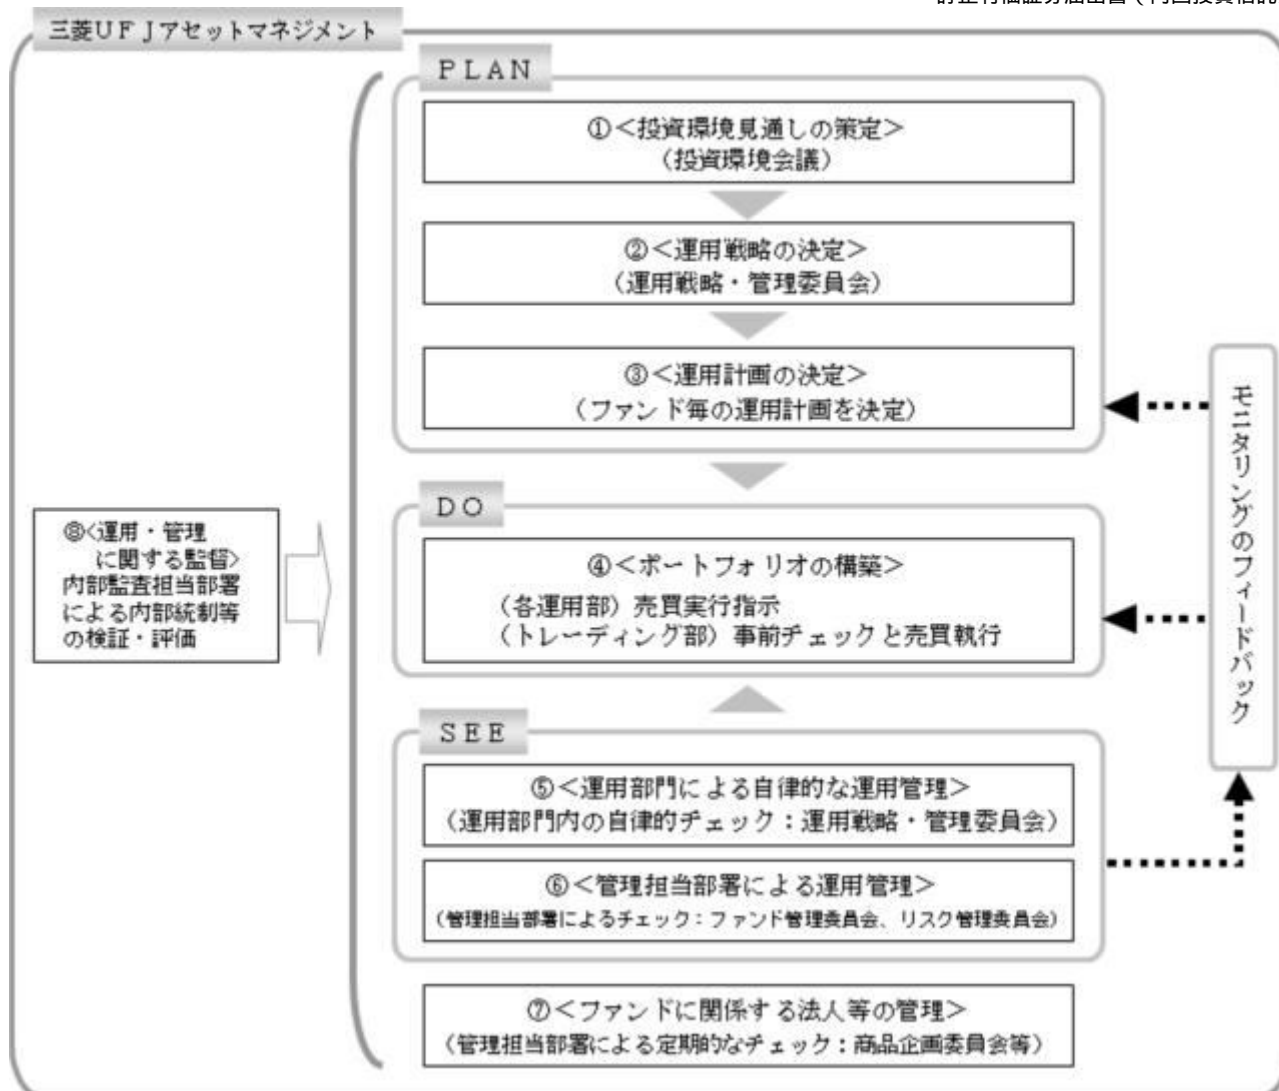 三菱ＵＦＪアセットマネジメント
ＰＬＡＮ
①＜投資環境見通しの策定＞
（投資環境会議）
②＜運用戦略の決定＞
（運用戦略・管理委員会）
③＜運用計画の決定＞
（ファンド毎の運用計画を決定）
ＤＯ
④＜ポートフォリオの構築＞
（各運用部）売買実行指示
（トレーディング部）事前チェックと売買執行
ＳＥＥ
⑤＜運用部門による自律的な運用管理＞
（運用部門内の自律的チェック：運用戦略・管理委員会）
⑥＜管理担当部署による運用管理＞
（管理担当部署によるチェック：ファンド管理委員会、リスク管理委員会）
⑦＜ファンドに関係する法人等の管理＞
（管理担当部署による定期的なチェック：商品企画委員会等）
⑧＜運用・管理
に関する監督＞
内部監査担当部署
による内部統制等
の検証・評価
モニタリングのフィードバック